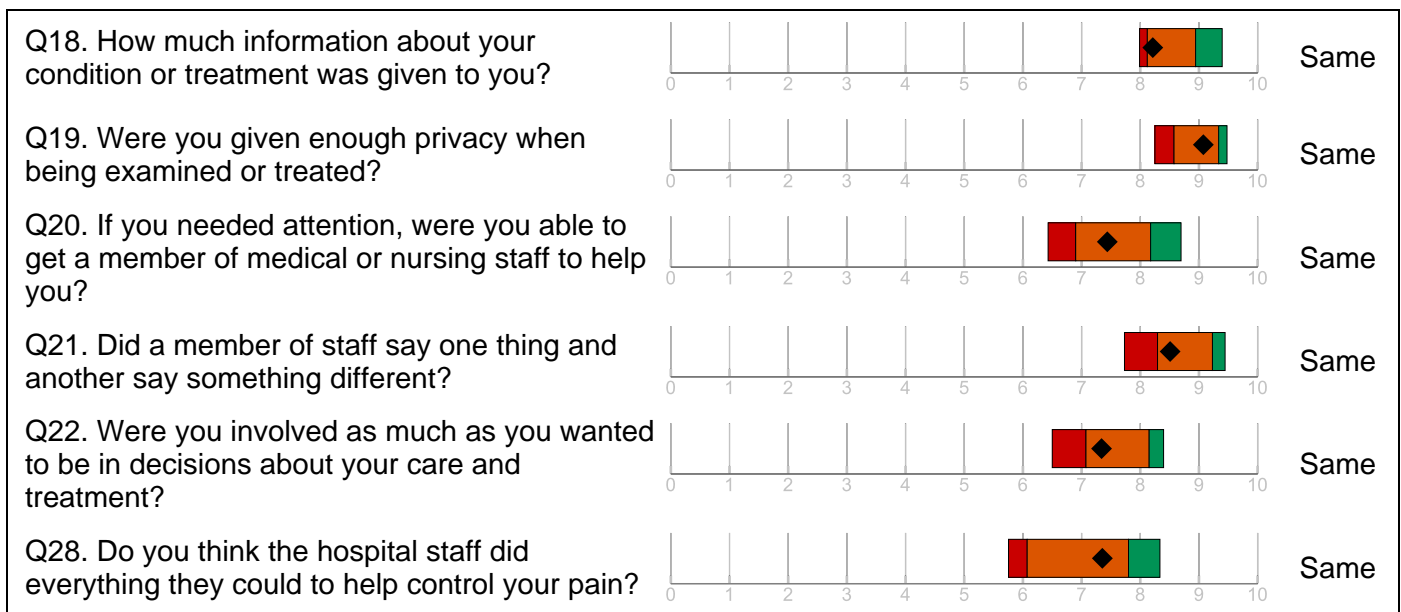 Q18. How much information about your
condition or treatment was given to you?
0 1 2 3 4 5 6 7 8 9 10
Same
Q19. Were you given enough privacy when
being examined or treated?
0 1 2 3 4 5 6 7 8 9 10
Same
Q20. If you needed attention, were you able to
get a member of medical or nursing staff to help
you?
0 1 2 3 4 5 6 7 8 9 10
Same
Q21. Did a member of staff say one thing and
another say something different?
0 1 2 3 4 5 6 7 8 9 10
Same
Q22. Were you involved as much as you wanted
to be in decisions about your care and
treatment?
0 1 2 3 4 5 6 7 8 9 10
Same
Q28. Do you think the hospital staff did
everything they could to help control your pain?
0 1 2 3 4 5 6 7 8 9 10
Same